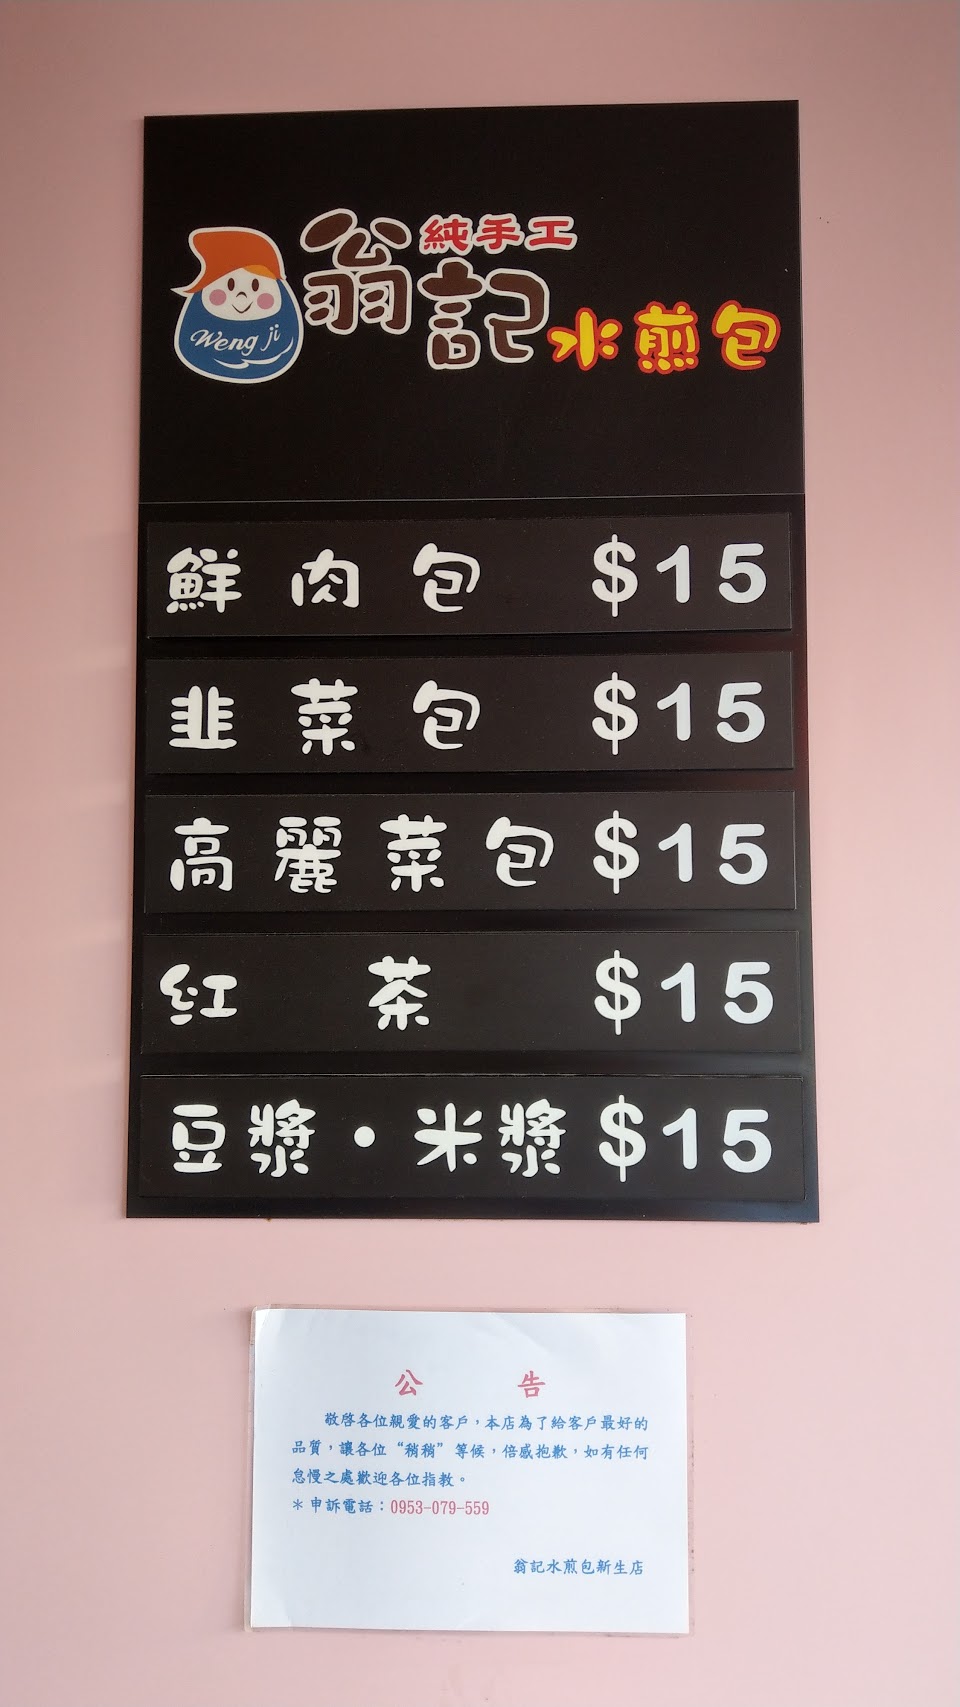 Weng ji
翁記
純手工
水煎包
鮮肉包 $15
韭菜包 $15
高麗菜包 $15
紅茶 $15
豆漿・米漿 $15
公告
敬啓各位親愛的客戶，本店為了給客戶最好的
品質，讓各位“稍稍”等候，倍感抱歉，如有任何
怠慢之處歡迎各位指教。
＊申訴電話：0953-079-559
翁記水煎包新生店